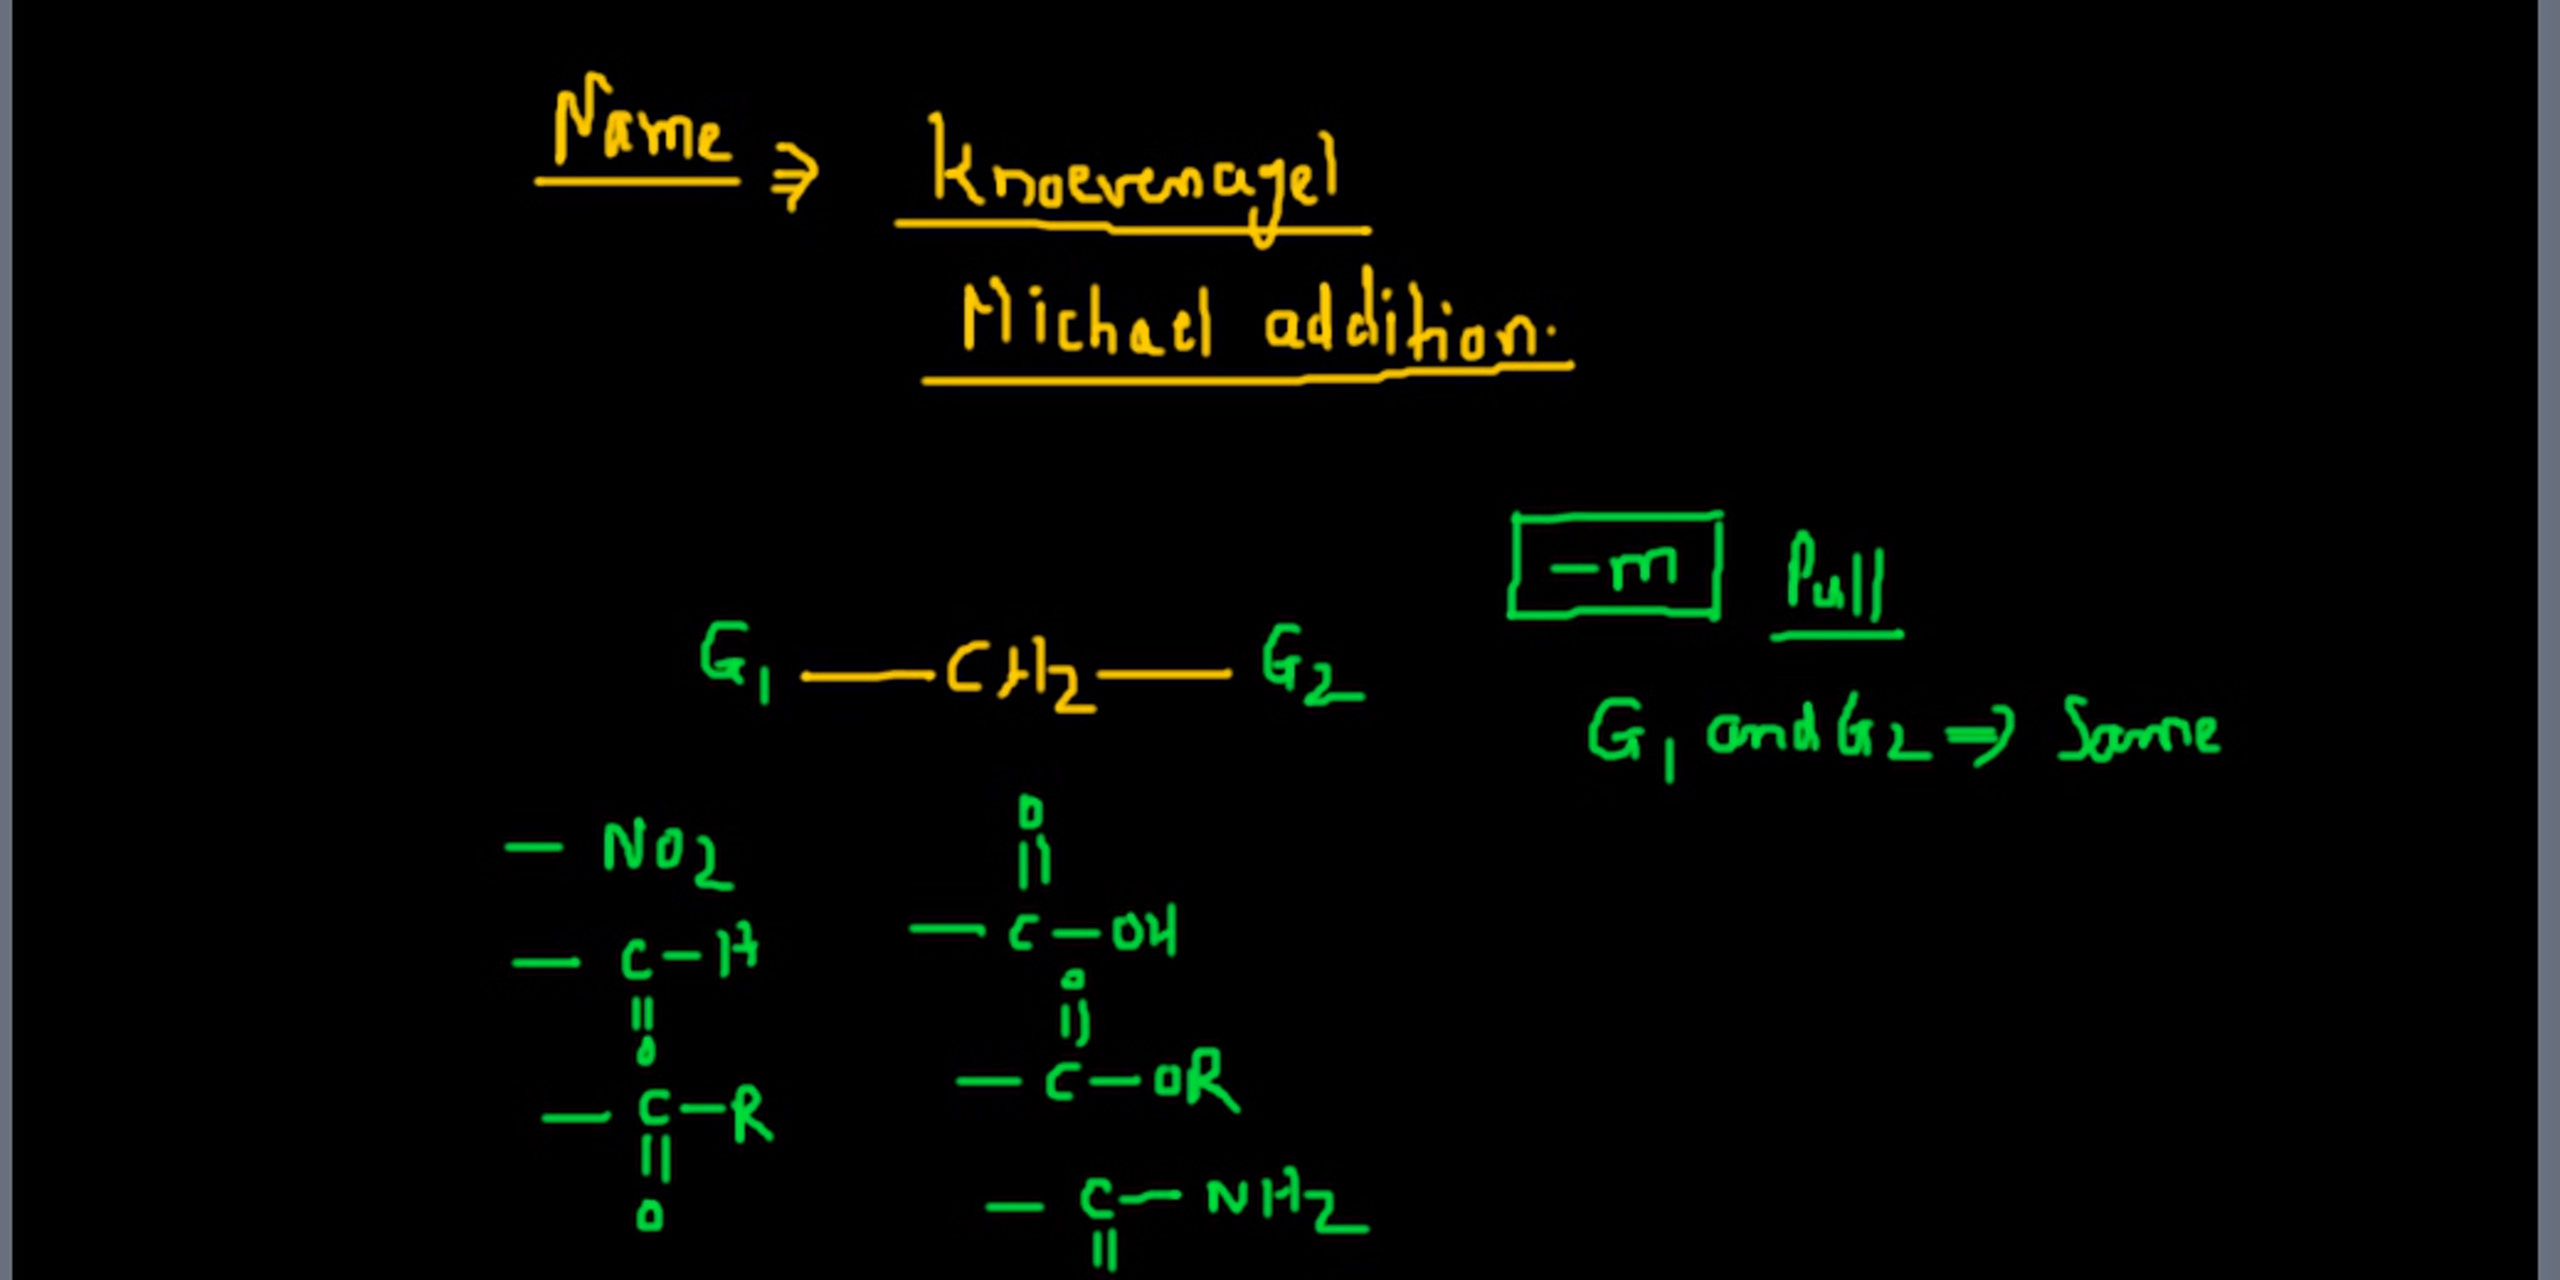 Name ⇒ Knoevenagel
Michael addition.
-m Pull
G1 — CH2 — G2
G1 and G2 ⇒ Same
— NO2
— C - H
=
O
— C - R
=
O
O
=
— C - OH
O
=
— C - OR
— C - NH2
=